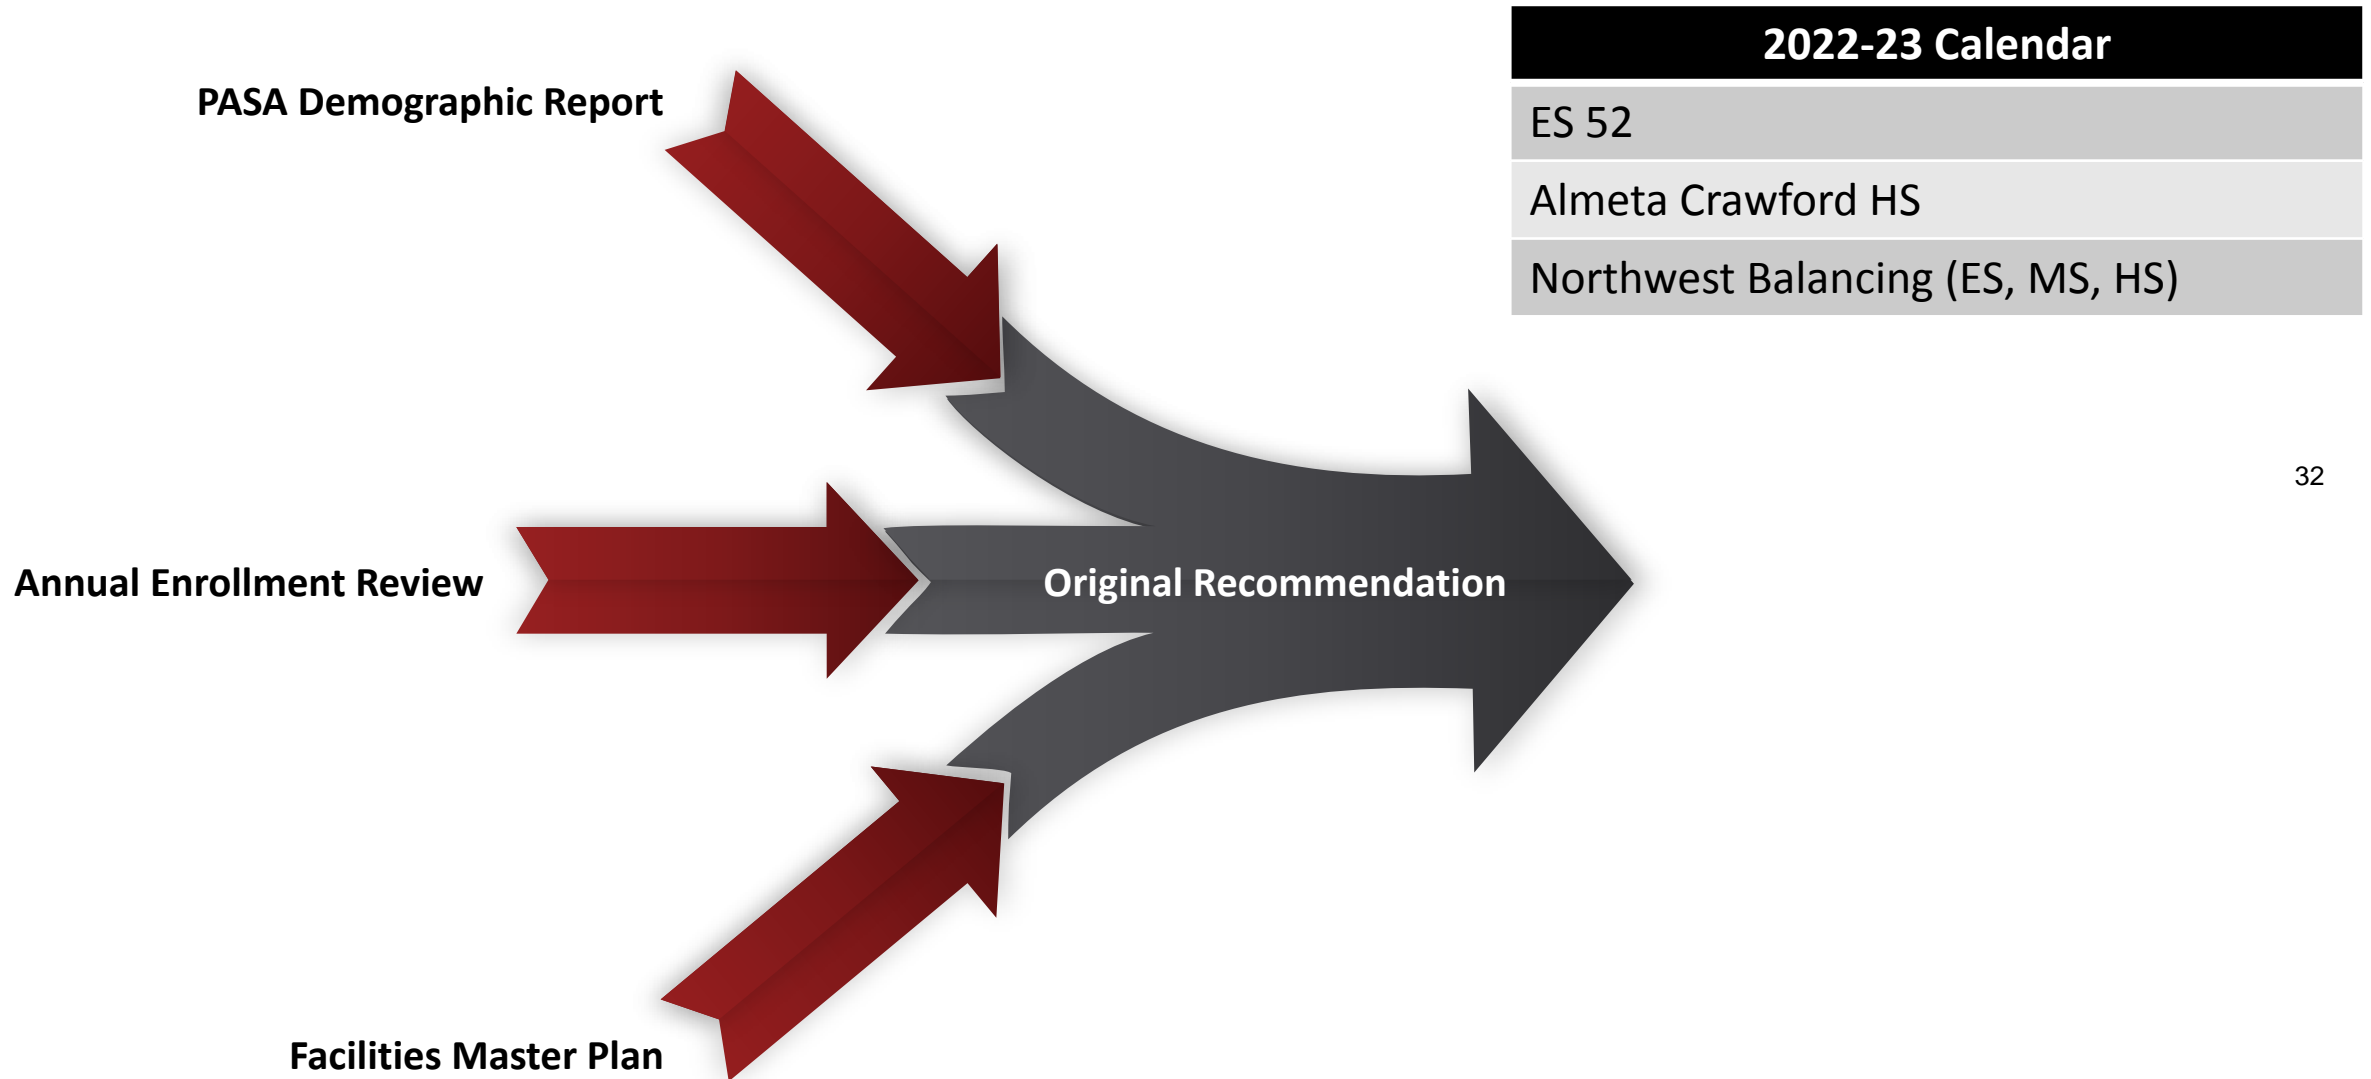 2022-23 Calendar
ES 52
Almeta Crawford HS
Northwest Balancing (ES, MS, HS)
PASA Demographic Report
32
Annual Enrollment Review
Original Recommendation
Facilities Master Plan